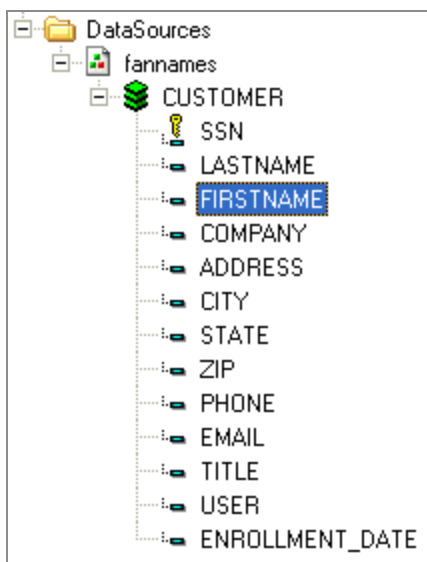 DataSources
fannames
CUSTOMER
SSN
LASTNAME
FIRSTNAME
COMPANY
ADDRESS
CITY
STATE
ZIP
PHONE
EMAIL
TITLE
USER
ENROLLMENT_DATE